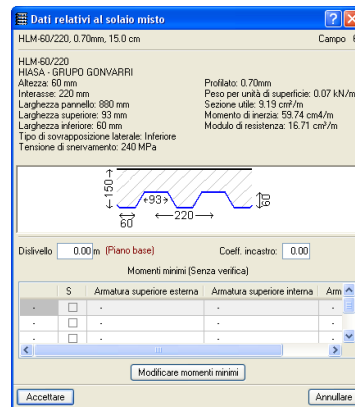 Dati relativi al solaio misto
HLM-60/220, 0.70mm, 15.0 cm
Campo
HLM-60/220
HIASA - GRUPO GONVARRI
Altezza: 60 mm
Interasse: 220 mm
Larghezza pannello: 880 mm
Larghezza superiore: 93 mm
Larghezza inferiore: 60 mm
Tipo di sovrapposizione laterale: Inferiore
Tensione di snervamento: 240 MPa
Profilato: 0.70mm
Peso per unità di superficie: 0.07 kN/m
Sezione utile: 9.19 cm²/m
Momento di inerzia: 59.74 cm4/m
Modulo di resistenza: 16.71 cm³/m
150
93
60
60
220
Dislivello 0.00 m (Piano base) Coeff. incastro: 0.00
Momenti minimi (Senza verifica)
S Armatura superiore esterna Armatura superiore interna Arm
Modificare momenti minimi
Accettare Annullare